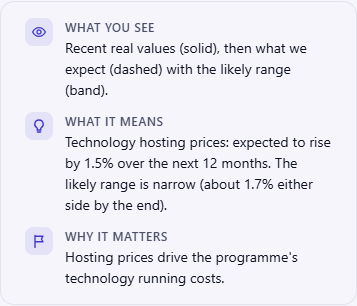 WHAT YOU SEE
Recent real values (solid), then what we
expect (dashed) with the likely range
(band).
WHAT IT MEANS
Technology hosting prices: expected to rise
by 1.5% over the next 12 months. The
likely range is narrow (about 1.7% either
side by the end).
WHY IT MATTERS
Hosting prices drive the programme's
technology running costs.